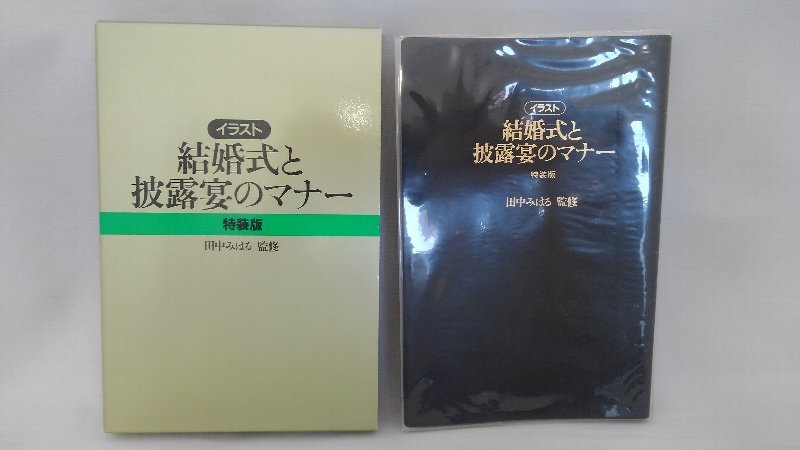 イラスト
結婚式と
披露宴のマナー
特装版
田中みはる 監修
イラスト
結婚式と
披露宴のマナー
特装版
田中みはる 監修